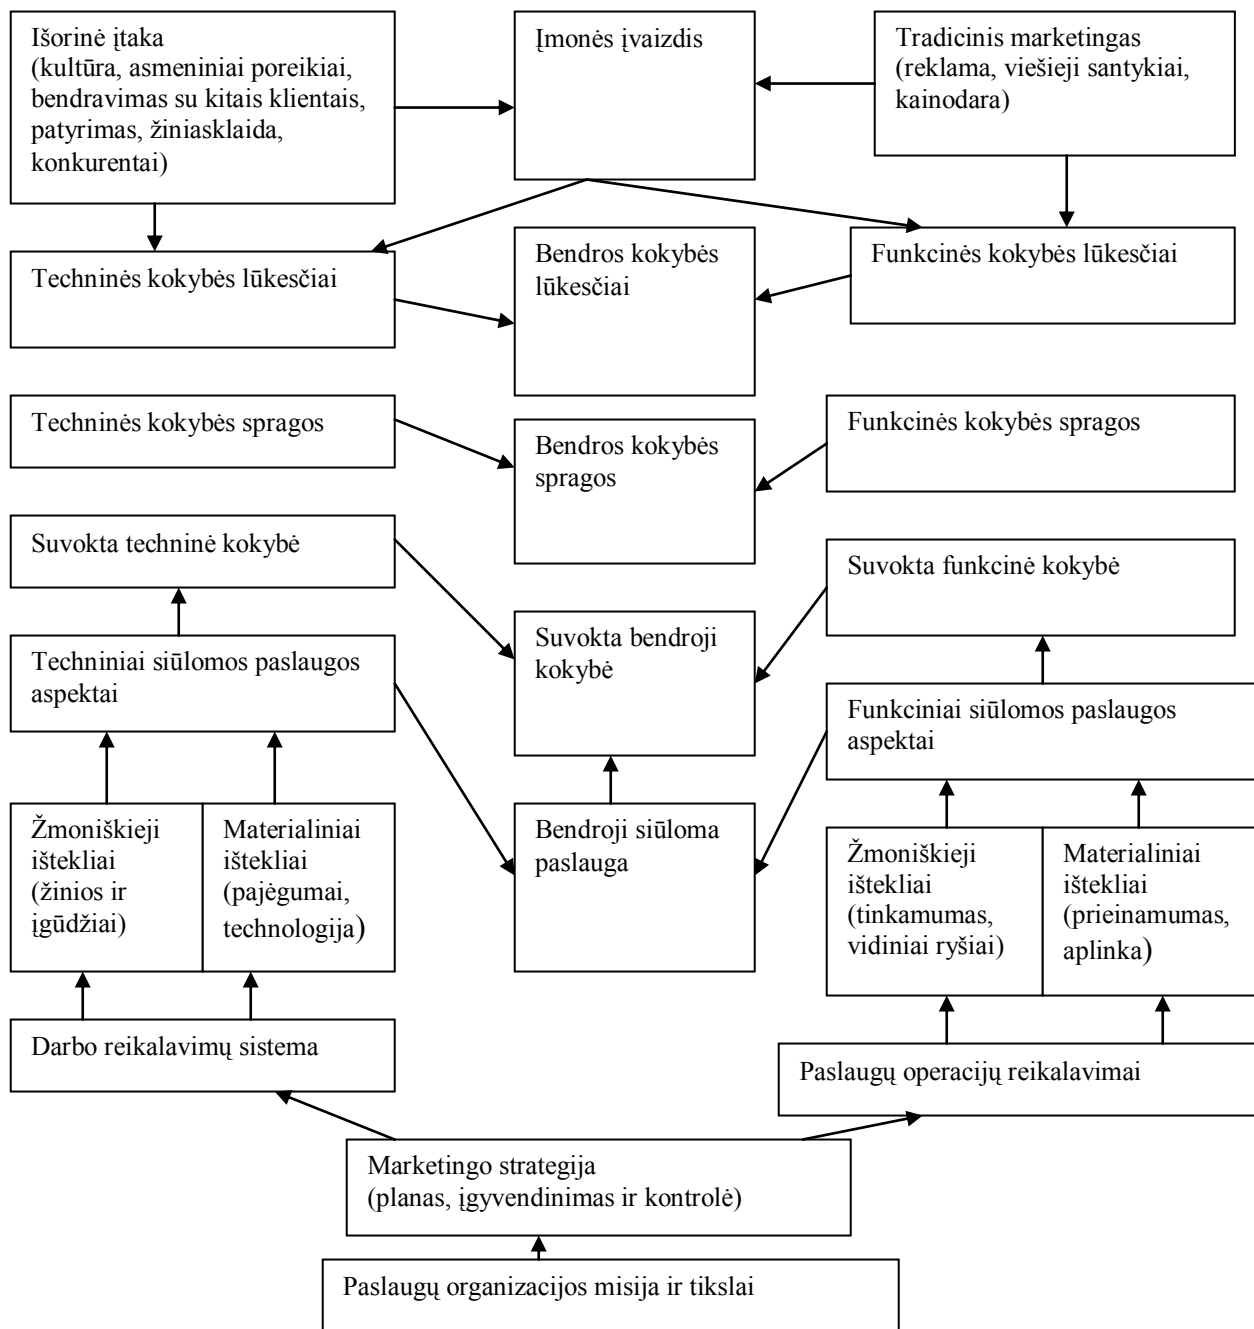 Išorinė įtaka
(kultūra, asmeniniai poreikiai,
bendravimas su kitais klientais,
patyrimas, žiniasklaida,
konkurentai)
Įmonės įvaizdis
Tradicinis marketingas
(reklama, viešieji santykiai,
kainodara)
Techninės kokybės lūkesčiai
Bendros kokybės
lūkesčiai
Funkcinės kokybės lūkesčiai
Techninės kokybės spragos
Bendros kokybės
spragos
Funkcinės kokybės spragos
Suvokta techninė kokybė
Suvokta funkcinė kokybė
Suvokta bendroji
kokybė
Techniniai siūlomos paslaugos
aspektai
Funkciniai siūlomos paslaugos
aspektai
Žmoniškieji
ištekliai
(žinios ir
įgūdžiai)
Materialiniai
ištekliai
(pajėgumai,
technologija)
Bendroji siūloma
paslauga
Žmoniškieji
ištekliai
(tinkamumas,
vidiniai ryšiai)
Materialiniai
ištekliai
(prieinamumas,
aplinka)
Darbo reikalavimų sistema
Paslaugų operacijų reikalavimai
Marketingo strategija
(planas, įgyvendinimas ir kontrolė)
Paslaugų organizacijos misija ir tikslai